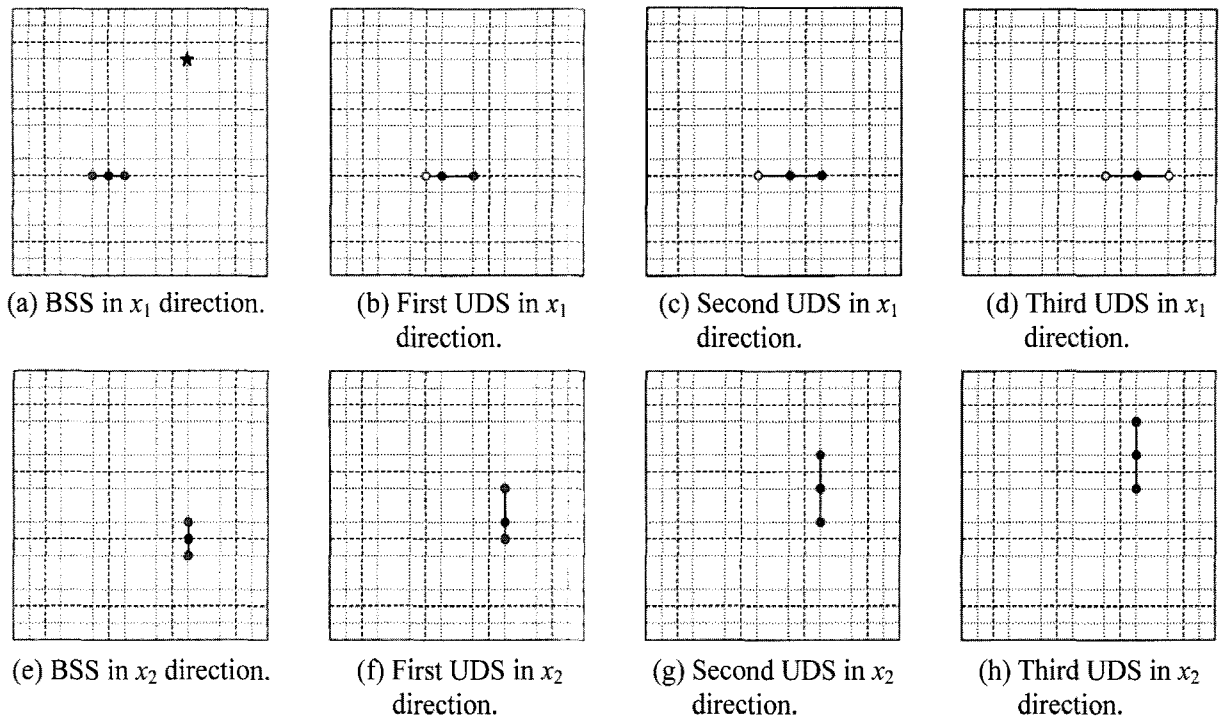 (a) BSS in x₁ direction.
(b) First UDS in x₁
direction.
(c) Second UDS in x₁
direction.
(d) Third UDS in x₁
direction.
(e) BSS in x₂ direction.
(f) First UDS in x₂
direction.
(g) Second UDS in x₂
direction.
(h) Third UDS in x₂
direction.